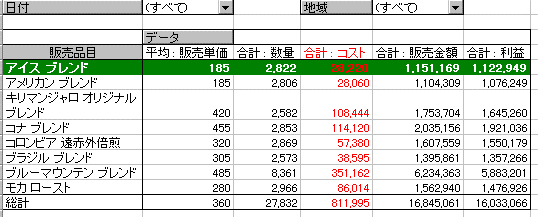 日付 (すべて) 地域 (すべて)
データ
販売品目 平均 : 販売単価 合計 : 数量 合計 : コスト 合計 : 販売金額 合計 : 利益
アイス ブレンド 185 2,822 1,151,169 1,122,949
アメリカン ブレンド 185 2,806 28,060 1,104,309 1,076,249
キリマンジャロ オリジナル
ブレンド 420 2,582 108,444 1,753,704 1,645,260
コナ ブレンド 455 2,853 114,120 2,035,156 1,921,036
コロンビア 遠赤外焙煎 320 2,869 57,380 1,607,559 1,550,179
ブラジル ブレンド 305 2,573 38,595 1,395,861 1,357,266
ブルーマウンテン ブレンド 485 8,361 351,162 6,234,363 5,883,201
モカ ロースト 280 2,966 86,014 1,562,940 1,476,926
総計 360 27,832 811,995 16,845,061 16,033,066